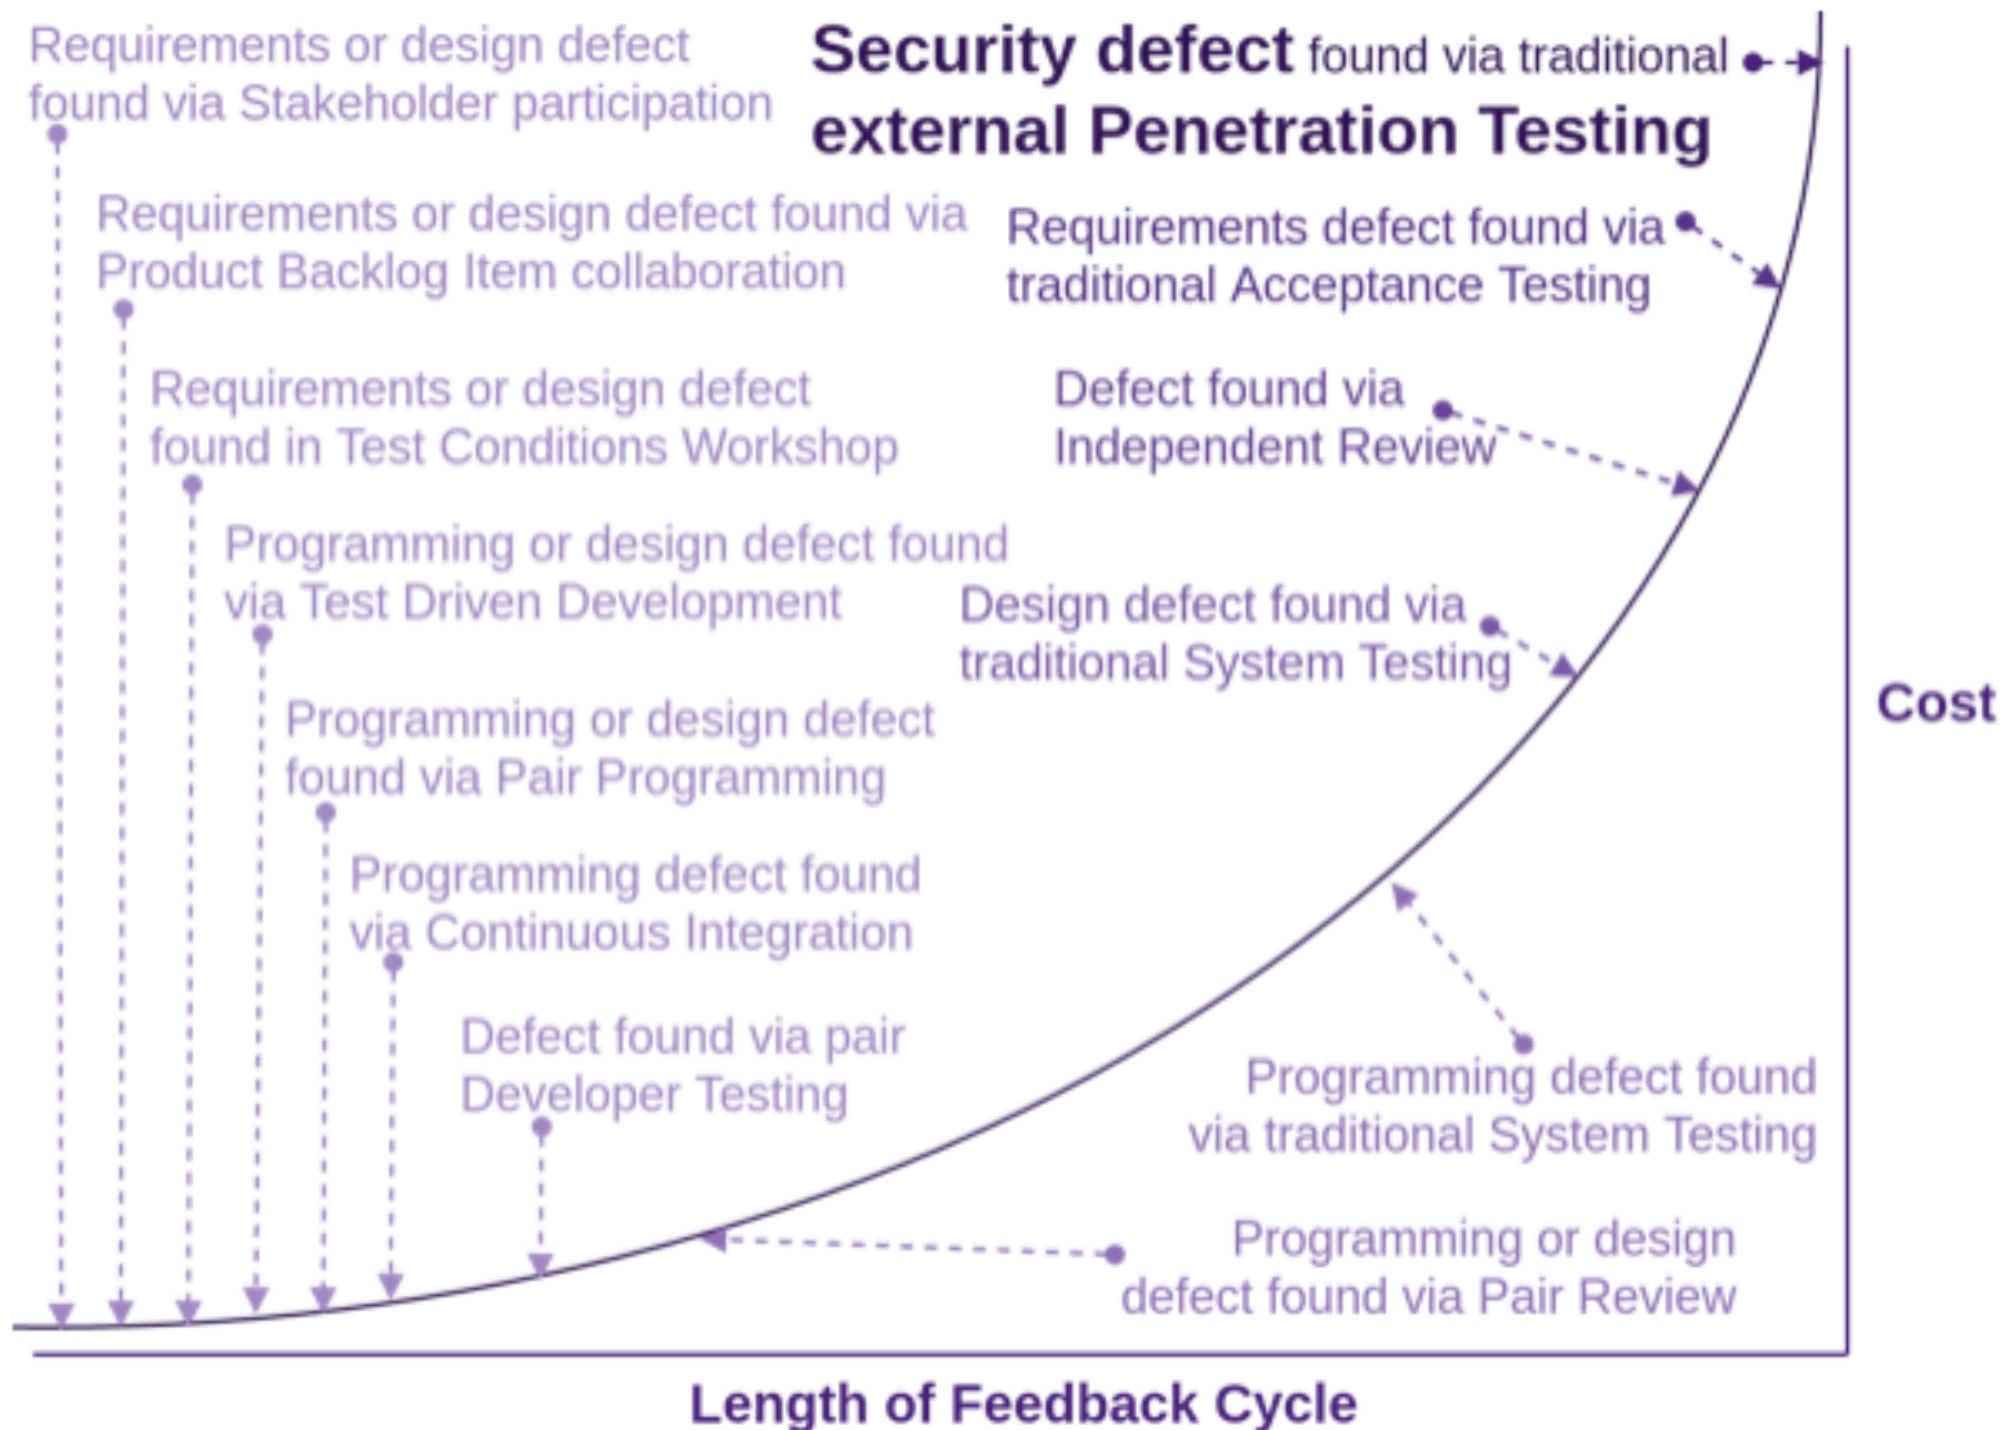 Requirements or design defect
found via Stakeholder participation
Security defect found via traditional
external Penetration Testing
Requirements or design defect found via
Product Backlog Item collaboration
Requirements defect found via
traditional Acceptance Testing
Requirements or design defect
found in Test Conditions Workshop
Defect found via
Independent Review
Programming or design defect found
via Test Driven Development
Design defect found via
traditional System Testing
Programming or design defect
found via Pair Programming
Cost
Programming defect found
via Continuous Integration
Defect found via pair
Developer Testing
Programming defect found
via traditional System Testing
Programming or design
defect found via Pair Review
Length of Feedback Cycle